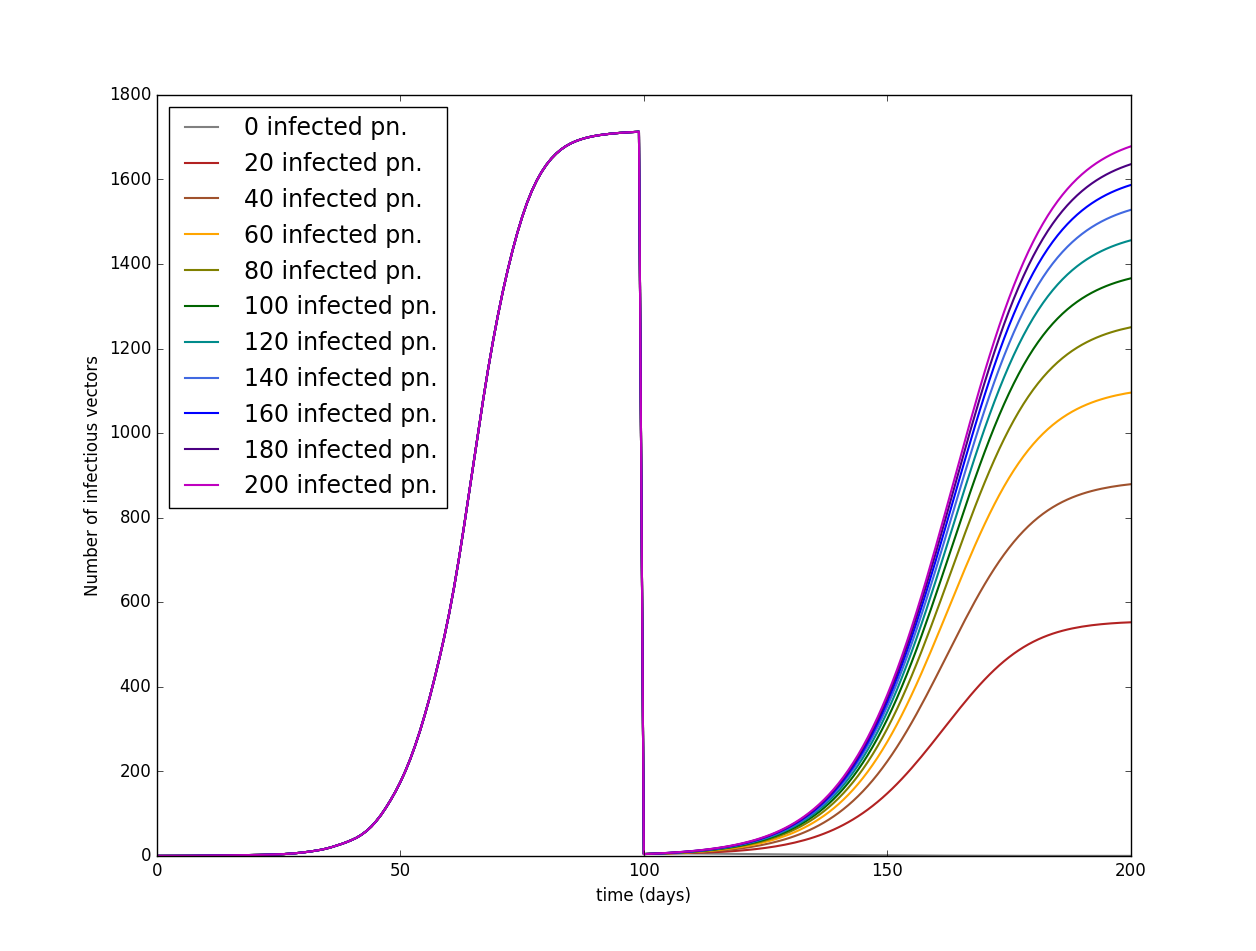 1800
1600
1400
1200
1000
800
600
400
200
0
Number of infectious vectors
0 infected pn.
20 infected pn.
40 infected pn.
60 infected pn.
80 infected pn.
100 infected pn.
120 infected pn.
140 infected pn.
160 infected pn.
180 infected pn.
200 infected pn.
0 50 100 150 200
time (days)